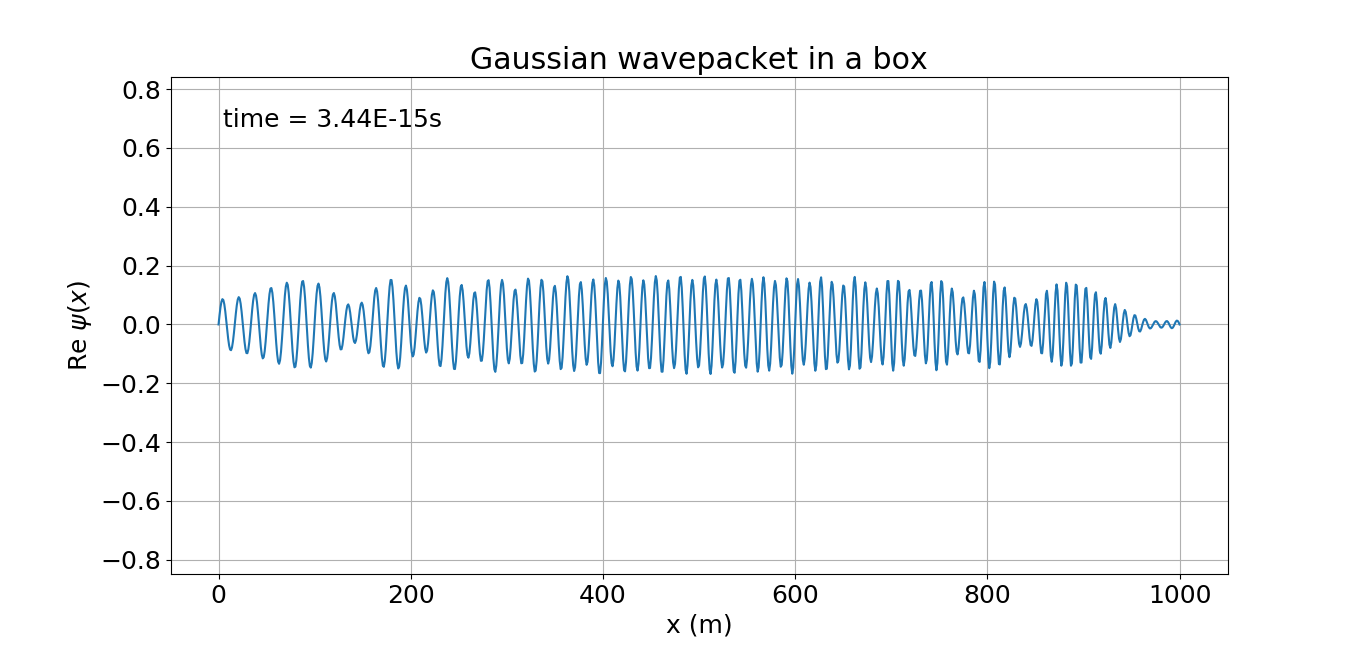 Gaussian wavepacket in a box
time = 3.44E-15s
0.8
0.6
0.4
0.2
0.0
−0.2
−0.4
−0.6
−0.8
Re ψ(x)
0 200 400 600 800 1000
x (m)